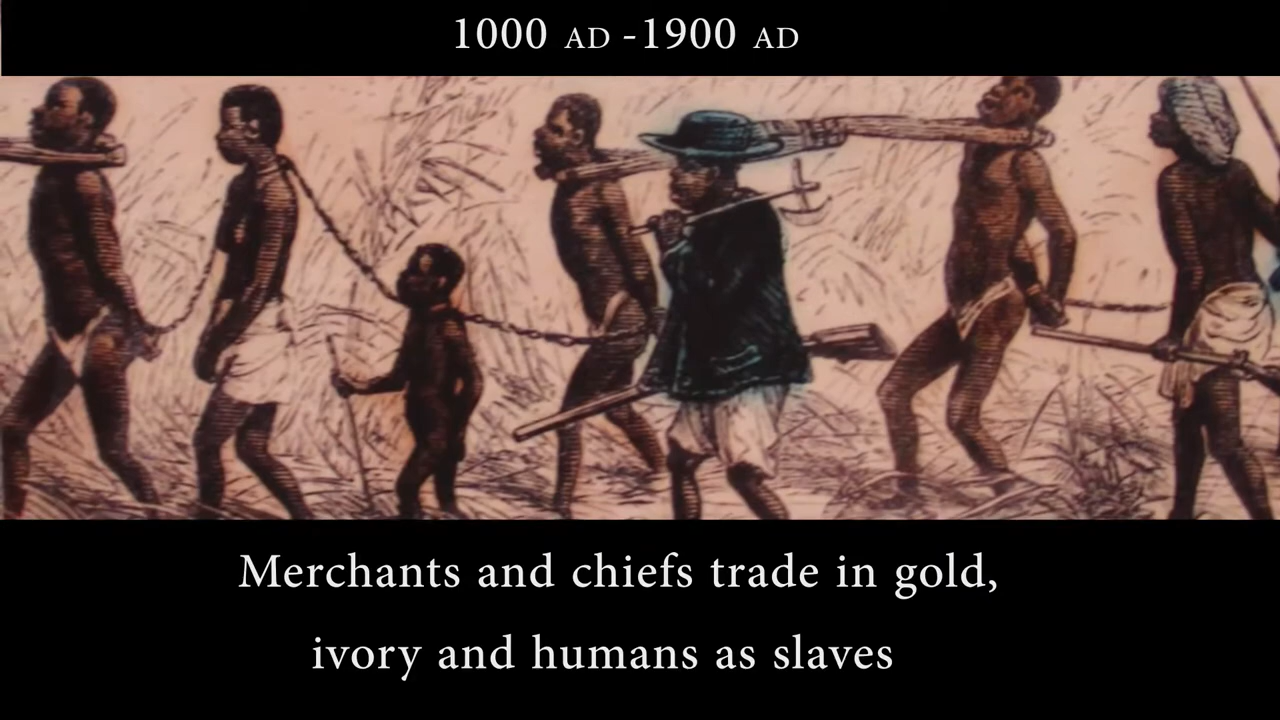 1000 AD -1900 AD
Merchants and chiefs trade in gold,
ivory and humans as slaves